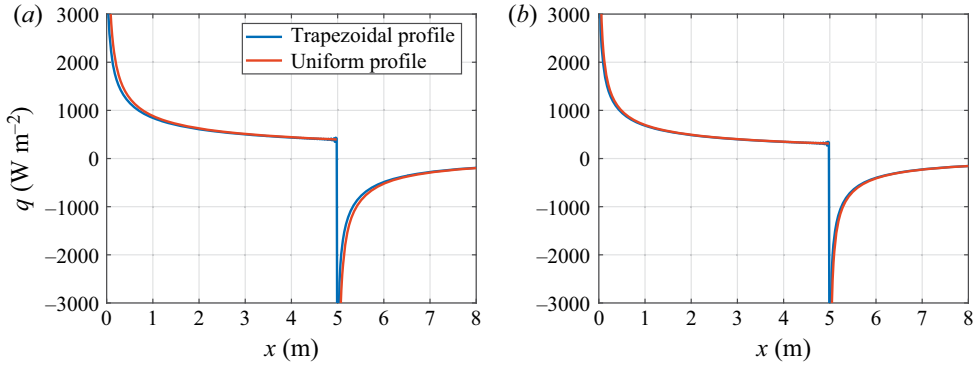 (a)
3000
2000
1000
0
–1000
–2000
–3000
q (W m⁻²)
Trapezoidal profile
Uniform profile
0 1 2 3 4 5 6 7 8
x (m)
(b)
3000
2000
1000
0
–1000
–2000
–3000
0 1 2 3 4 5 6 7 8
x (m)